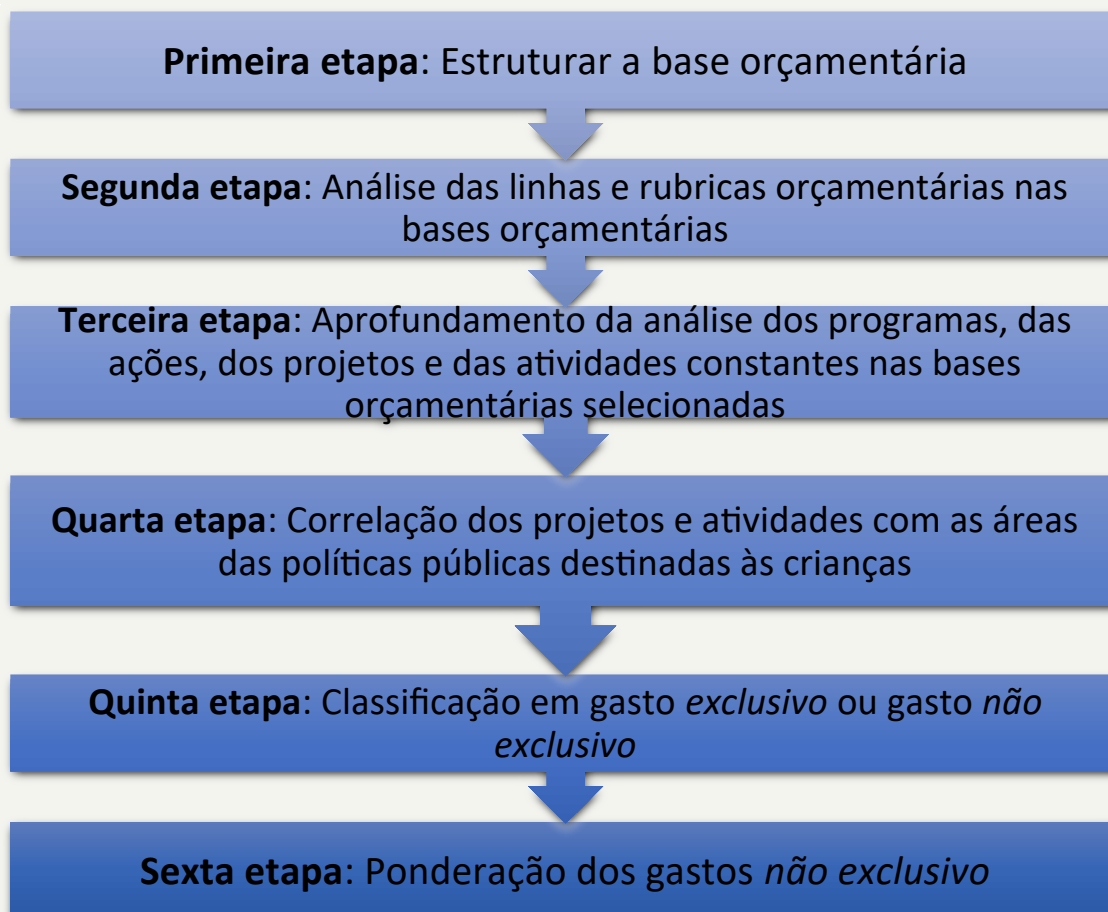 Primeira etapa: Estruturar a base orçamentária
Segunda etapa: Análise das linhas e rubricas orçamentárias nas
bases orçamentárias
Terceira etapa: Aprofundamento da análise dos programas, das
ações, dos projetos e das atividades constantes nas bases
orçamentárias selecionadas
Quarta etapa: Correlação dos projetos e atividades com as áreas
das políticas públicas destinadas às crianças
Quinta etapa: Classificação em gasto exclusivo ou gasto não
exclusivo
Sexta etapa: Ponderação dos gastos não exclusivo